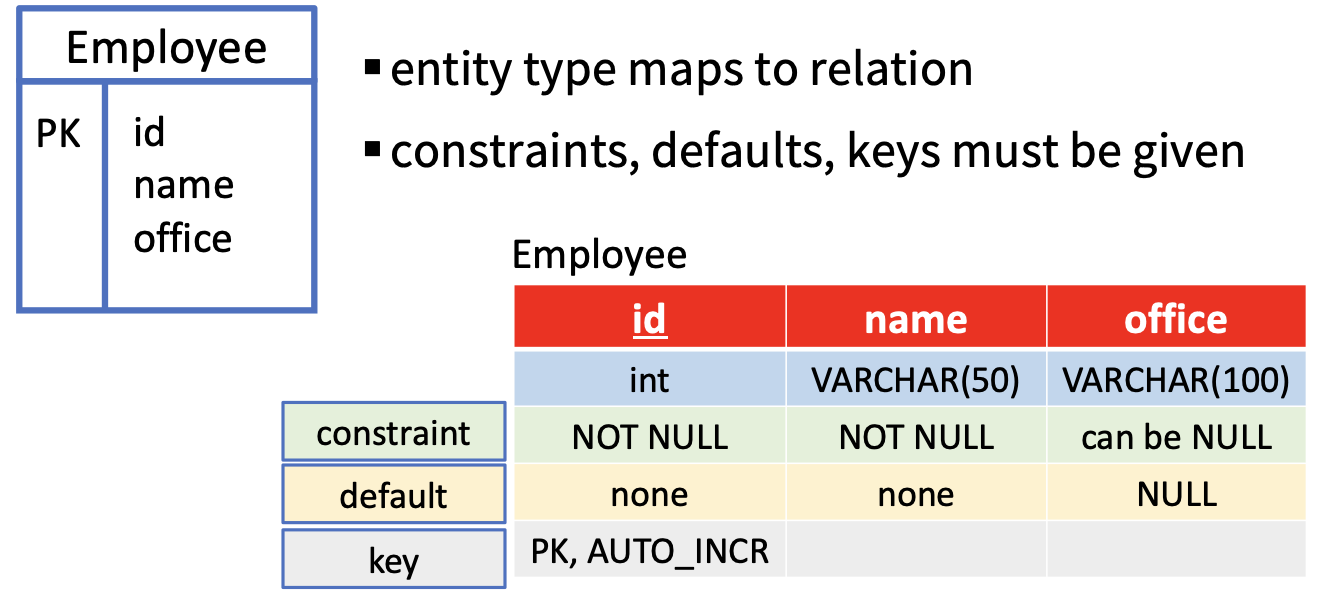 Employee
PK id
name
office
▪ entity type maps to relation
▪ constraints, defaults, keys must be given
Employee
id name office
int VARCHAR(50) VARCHAR(100)
constraint NOT NULL NOT NULL can be NULL
default none none NULL
key PK, AUTO_INCR